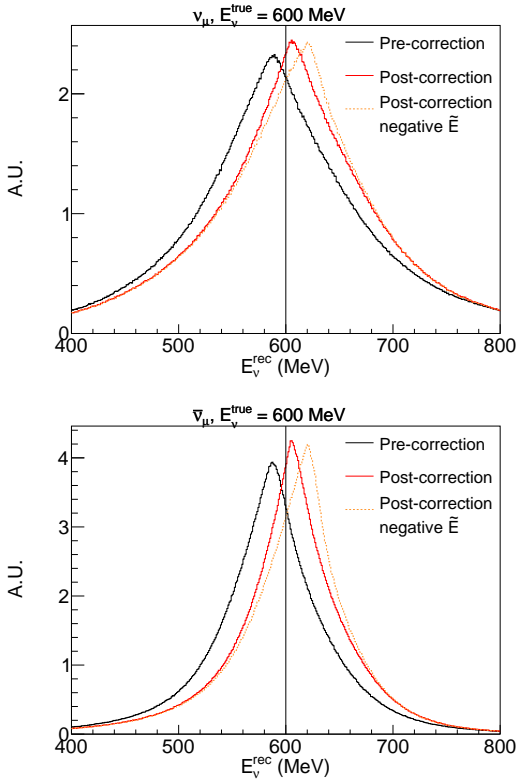 ν_μ, E_ν^true = 600 MeV
Pre-correction
Post-correction
Post-correction
negative Ẽ
A.U.
2
1
0
400 500 600 700 800
E_ν^rec (MeV)
ν̅_μ, E_ν^true = 600 MeV
Pre-correction
Post-correction
Post-correction
negative Ẽ
A.U.
4
3
2
1
0
400 500 600 700 800
E_ν^rec (MeV)